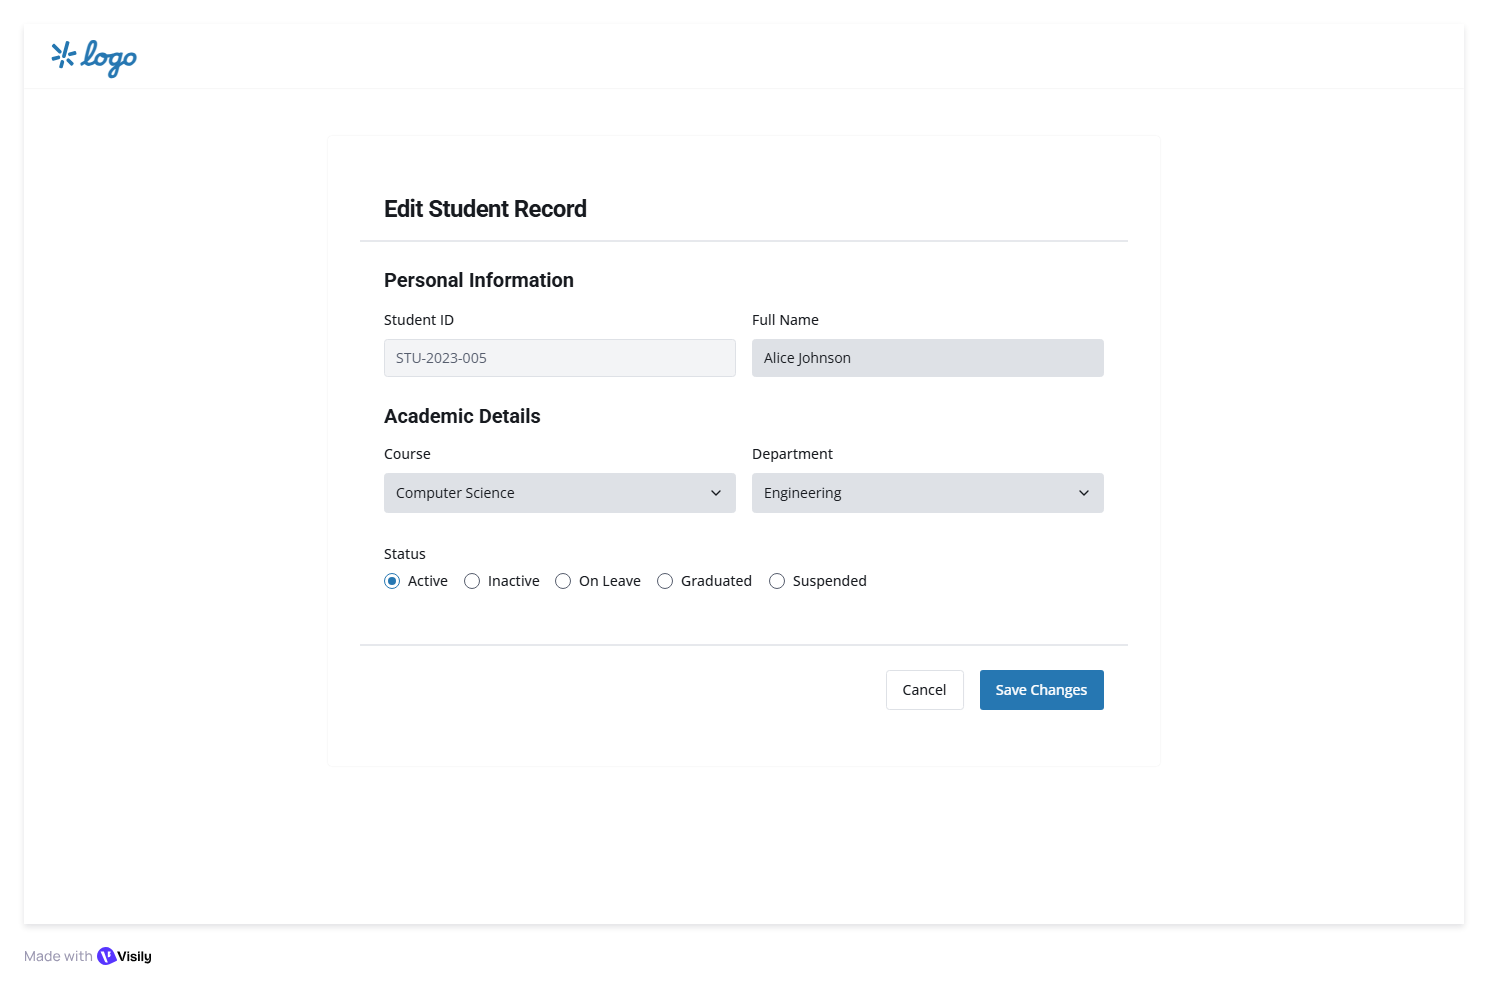 logo
Edit Student Record
Personal Information
Student ID
Full Name
STU-2023-005
Alice Johnson
Academic Details
Course
Department
Computer Science
Engineering
Status
Active
Inactive
On Leave
Graduated
Suspended
Cancel
Save Changes
Made with Visily